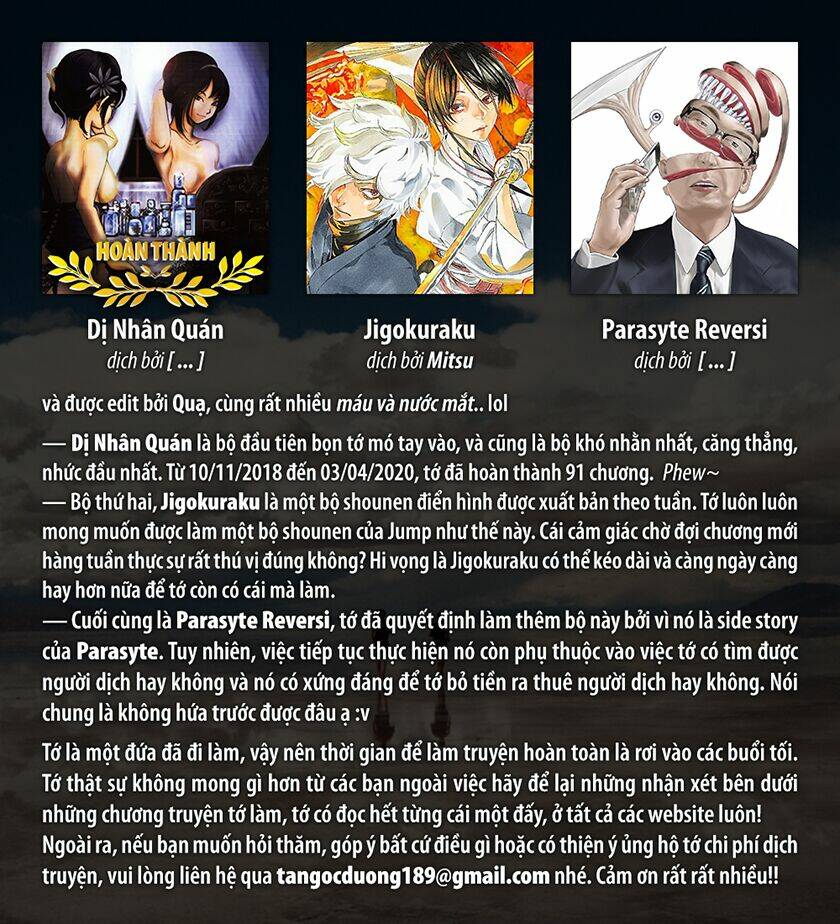 HOÀN THÀNH
Dị Nhân Quán
dịch bởi [ ... ]
Jigokuraku
dịch bởi Mitsu
Parasyte Reversi
dịch bởi [ ... ]
và được edit bởi Quạ, cùng rất nhiều máu và nước mắt.. lol
— Dị Nhân Quán là bộ đầu tiên bọn tớ mó tay vào, và cũng là bộ khó nhằn nhất, căng thẳng,
nhức đầu nhất. Từ 10/11/2018 đến 03/04/2020, tớ đã hoàn thành 91 chương. Phew~
— Bộ thứ hai, Jigokuraku là một bộ shounen điển hình được xuất bản theo tuần. Tớ luôn luôn
mong muốn được làm một bộ shounen của Jump như thế này. Cái cảm giác chờ đợi chương mới
hàng tuần thực sự rất thú vị đúng không? Hi vọng là Jigokuraku có thể kéo dài và càng ngày càng
hay hơn nữa để tớ còn có cái mà làm.
— Cuối cùng là Parasyte Reversi, tớ đã quyết định làm thêm bộ này bởi vì nó là side story
của Parasyte. Tuy nhiên, việc tiếp tục thực hiện nó còn phụ thuộc vào việc tớ có tìm được
người dịch hay không và nó có xứng đáng để tớ bỏ tiền ra thuê người dịch hay không. Nói
chung là không hứa trước được đâu ạ :v
Tớ là một đứa đã đi làm, vậy nên thời gian để làm truyện hoàn toàn là rơi vào các buổi tối.
Tớ thật sự không mong gì hơn từ các bạn ngoài việc hãy để lại những nhận xét bên dưới
những chương truyện tớ làm, tớ có đọc hết từng cái một đấy, ở tất cả các website luôn!
Ngoài ra, nếu bạn muốn hỏi thăm, góp ý bất cứ điều gì hoặc có thiện ý ủng hộ tớ chi phí dịch
truyện, vui lòng liên hệ qua tangocduong189@gmail.com nhé. Cảm ơn rất rất nhiều!!